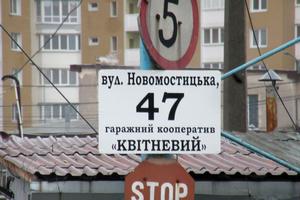 5
вул. Новомостицька,
47
гаражний кооператив
«КВІТНЕВИЙ»
STOP